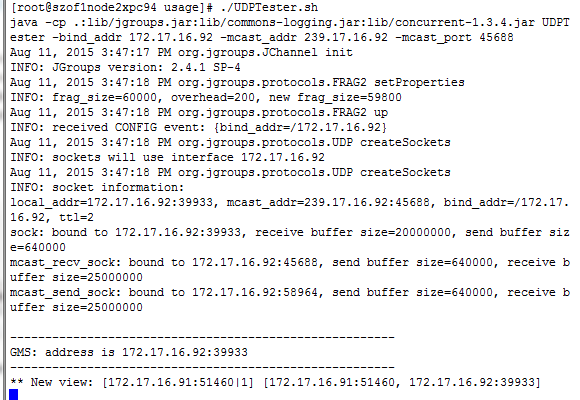 [root@szof1node2xpc94 usage]# ./UDPTester.sh
java -cp .:lib/jgroups.jar:lib/commons-logging.jar:lib/concurrent-1.3.4.jar UDPT
ester -bind_addr 172.17.16.92 -mcast_addr 239.17.16.92 -mcast_port 45688
Aug 11, 2015 3:47:17 PM org.jgroups.JChannel init
INFO: JGroups version: 2.4.1 SP-4
Aug 11, 2015 3:47:18 PM org.jgroups.protocols.FRAG2 setProperties
INFO: frag_size=60000, overhead=200, new frag_size=59800
Aug 11, 2015 3:47:18 PM org.jgroups.protocols.FRAG2 up
INFO: received CONFIG event: {bind_addr=/172.17.16.92}
Aug 11, 2015 3:47:18 PM org.jgroups.protocols.UDP createSockets
INFO: sockets will use interface 172.17.16.92
Aug 11, 2015 3:47:18 PM org.jgroups.protocols.UDP createSockets
INFO: socket information:
local_addr=172.17.16.92:39933, mcast_addr=239.17.16.92:45688, bind_addr=/172.17.
16.92, ttl=2
sock: bound to 172.17.16.92:39933, receive buffer size=20000000, send buffer siz
e=640000
mcast_recv_sock: bound to 172.17.16.92:45688, send buffer size=640000, receive b
uffer size=25000000
mcast_send_sock: bound to 172.17.16.92:58964, send buffer size=640000, receive b
uffer size=25000000
-------------------------------------------------------
GMS: address is 172.17.16.92:39933
-------------------------------------------------------
** New view: [172.17.16.91:51460|1] [172.17.16.91:51460, 172.17.16.92:39933]